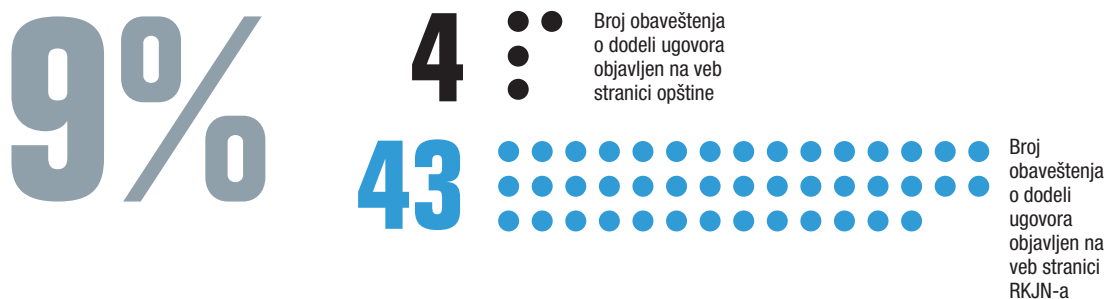 9%
4
Broj obaveštenja
o dodeli ugovora
objavljen na veb
stranici opštine
43
Broj
obaveštenja
o dodeli
ugovora
objavljen na
veb stranici
RKJN-a